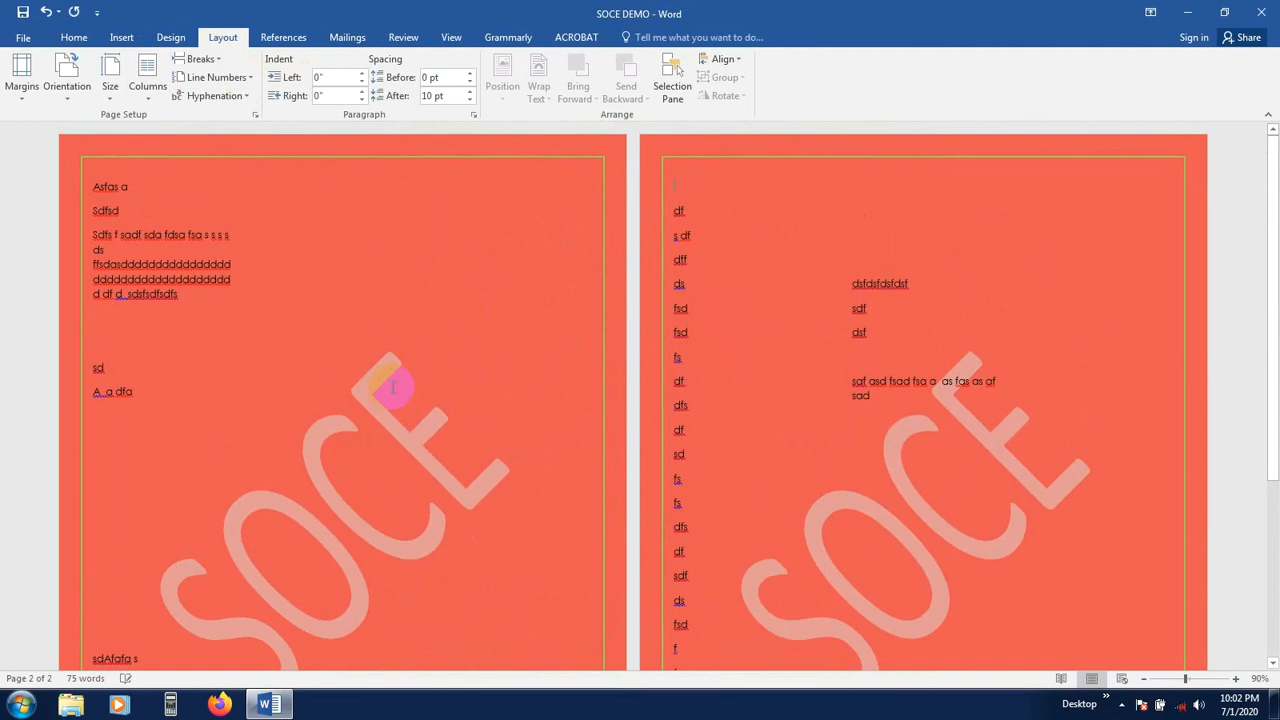 SOCE DEMO - Word
File
Home
Insert
Design
Layout
References
Mailings
Review
View
Grammarly
ACROBAT
Tell me what you want to do...
Sign in
Share
Margins
Orientation
Size
Columns
Breaks
Line Numbers
Hyphenation
Page Setup
Indent
Left: 0"
Right: 0"
Spacing
Before: 0 pt
After: 10 pt
Paragraph
Position
Wrap Text
Bring Forward
Send Backward
Selection Pane
Align
Group
Rotate
Arrange
Asfas a
Sdfsd
Sdfs f sadf sda fdsa fsa s s s s
ds
sd
A a dfa
sdAfafa s
SOCE
df
s df
dff
ds
fsd
fsd
fs
df
dfs
df
sd
fs
fs
dfs
df
sdf
ds
fsd
f
dsfdsfdsfdsf
sdf
dsf
saf asd fsad fsa a as fas as af
sad
SOCE
Page 2 of 2
75 words
90%
Desktop
10:02 PM
7/1/2020